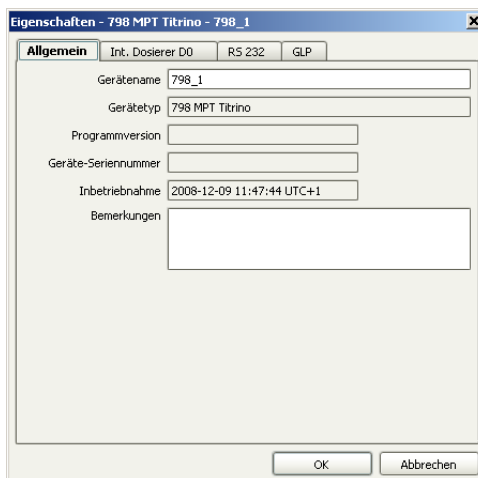 Eigenschaften - 798 MPT Titrino - 798_1
Allgemein Int. Dosierer D0 RS 232 GLP
Gerätename 798_1
Gerätetyp 798 MPT Titrino
Programmversion
Geräte-Seriennummer
Inbetriebnahme 2008-12-09 11:47:44 UTC+1
Bemerkungen
OK Abbrechen